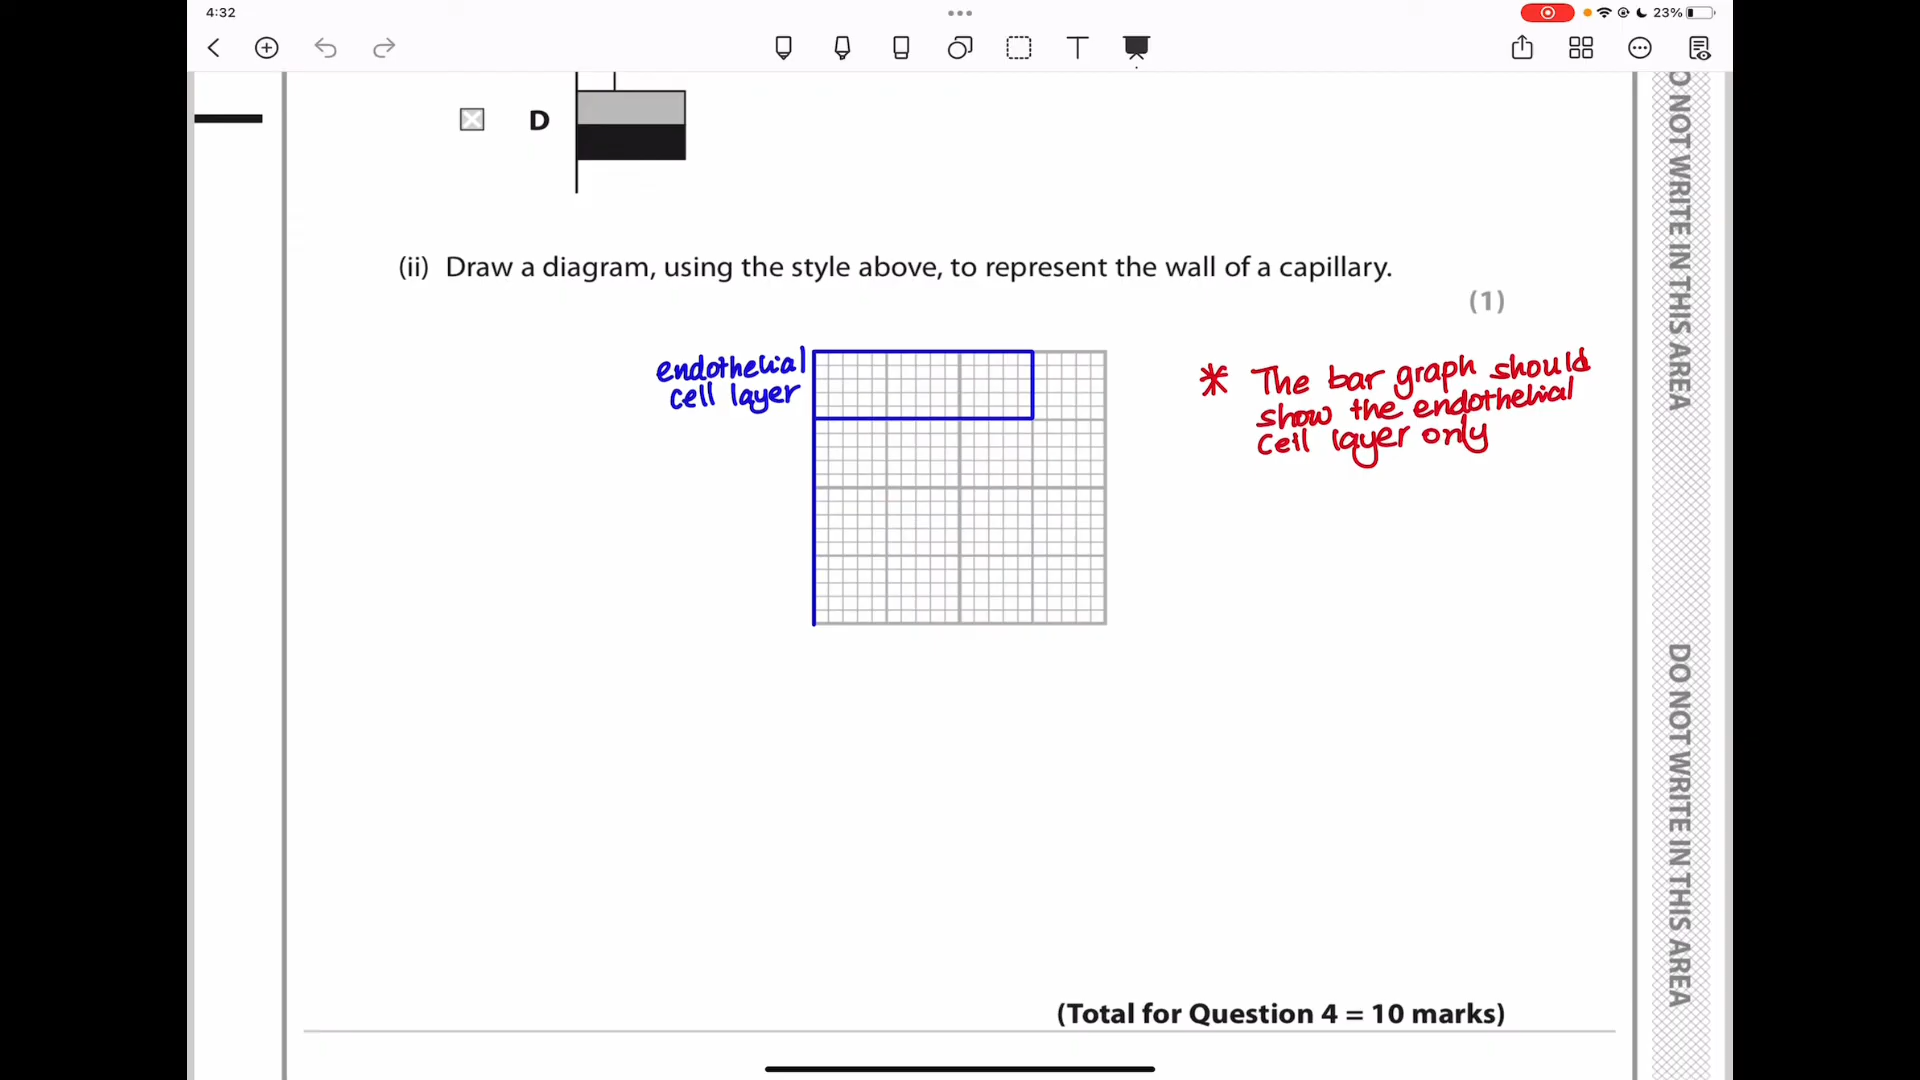 4:32
23%
D
(ii) Draw a diagram, using the style above, to represent the wall of a capillary.
(1)
endothelial
cell layer
* The bar graph should
show the endothelial
cell layer only
(Total for Question 4 = 10 marks)
O NOT WRITE IN THIS AREA
DO NOT WRITE IN THIS AREA